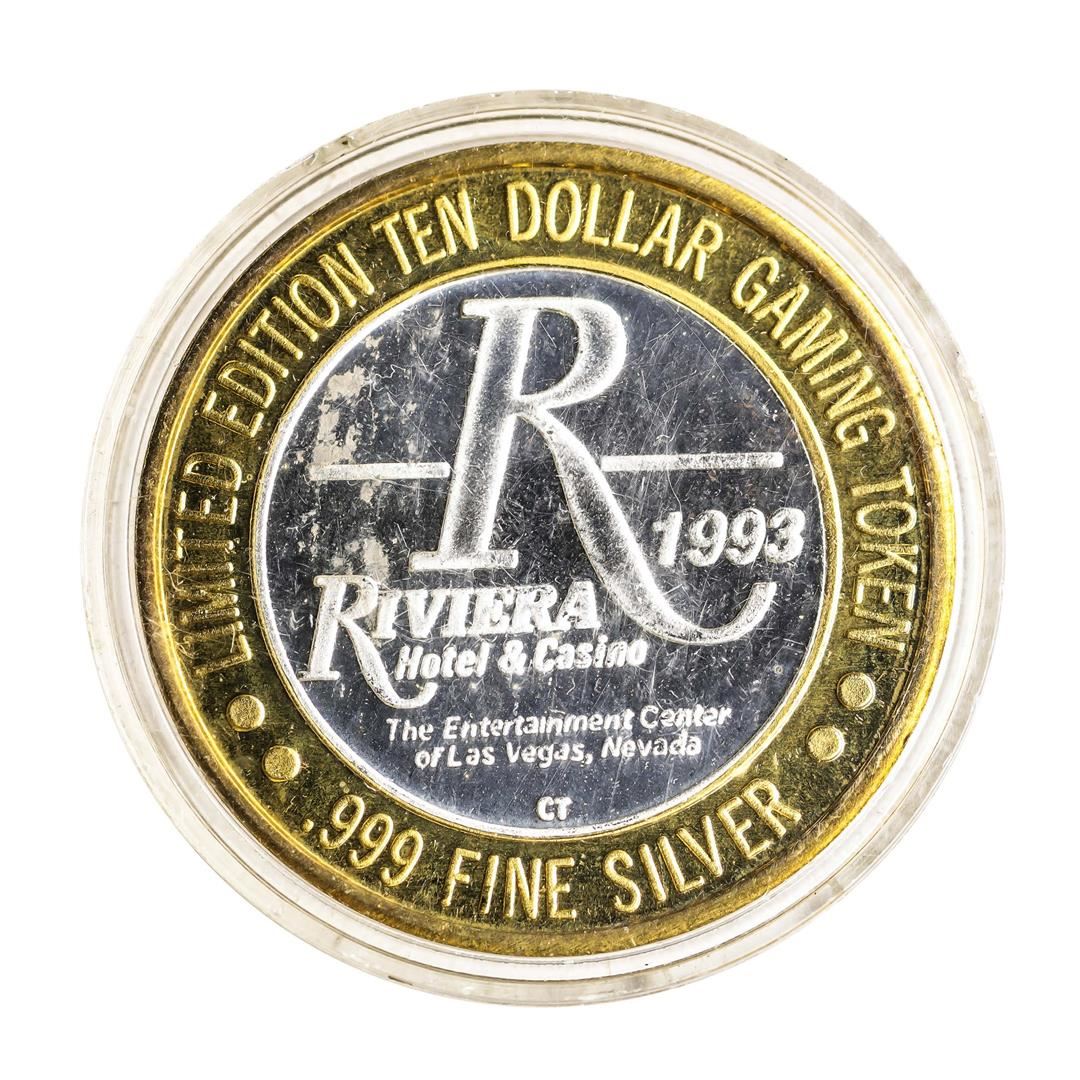 LIMITED EDITION TEN DOLLAR GAMING TOKEN
R
1993
RIVIERA
Hotel & Casino
The Entertainment Center
of Las Vegas, Nevada
CT
.999 FINE SILVER